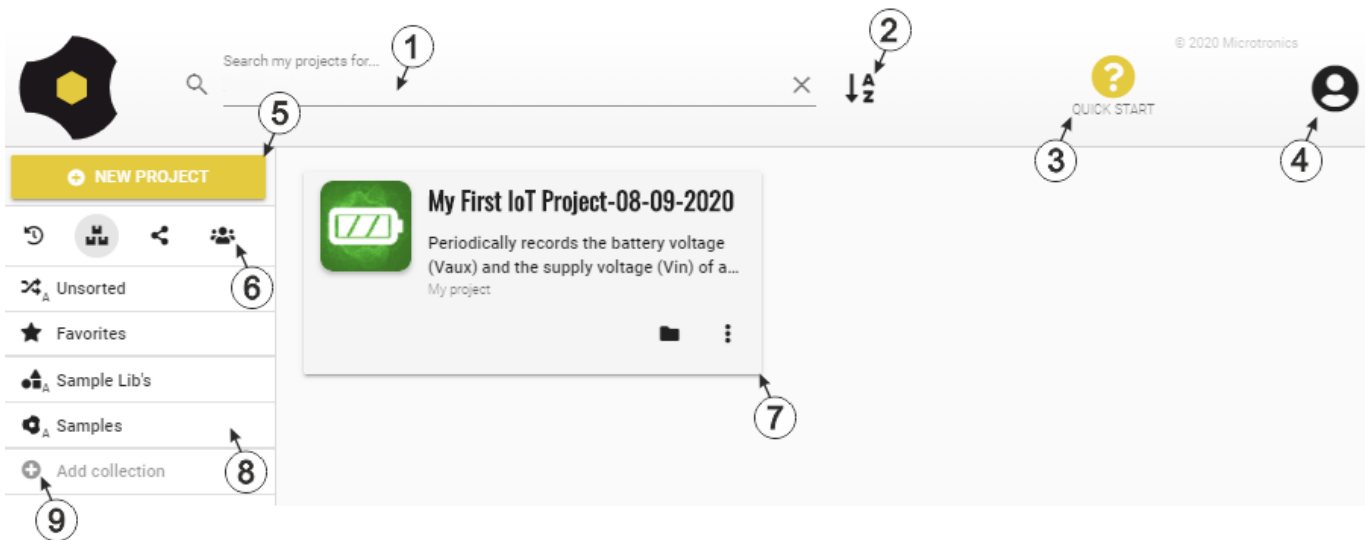 1
2
© 2020 Microtronics
Search my projects for...
A
Z
?
QUICK START
5
3
4
NEW PROJECT
My First IoT Project-08-09-2020
Periodically records the battery voltage
(Vaux) and the supply voltage (Vin) of a...
My project
6
A Unsorted
Favorites
A Sample Lib's
7
A Samples
8
Add collection
9